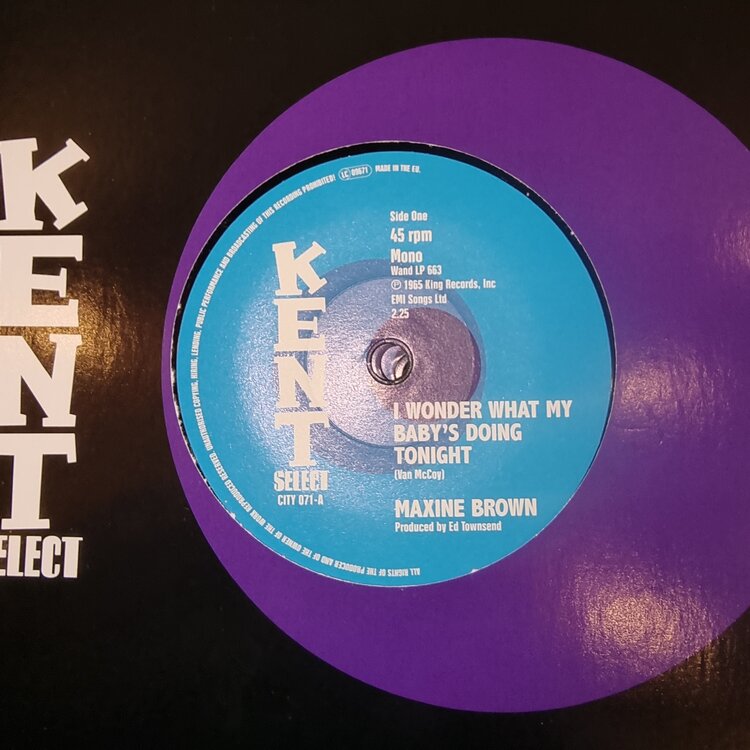 KENT
SELECT
UNAUTHORISED COPYING, HIRING, LENDING, PUBLIC PERFORMANCE AND BROADCASTING OF THIS RECORDING PROHIBITED! LC 09671 MADE IN THE EU.
ALL RIGHTS OF THE PRODUCER AND OF THE OWNER OF THE WORK REPRODUCED RESERVED.
Side One
45 rpm
Mono
Wand LP 663
℗ 1965 King Records, Inc
EMI Songs Ltd
2.25
KENT
SELECT
CITY 071-A
I WONDER WHAT MY
BABY'S DOING
TONIGHT
(Van McCoy)
MAXINE BROWN
Produced by Ed Townsend